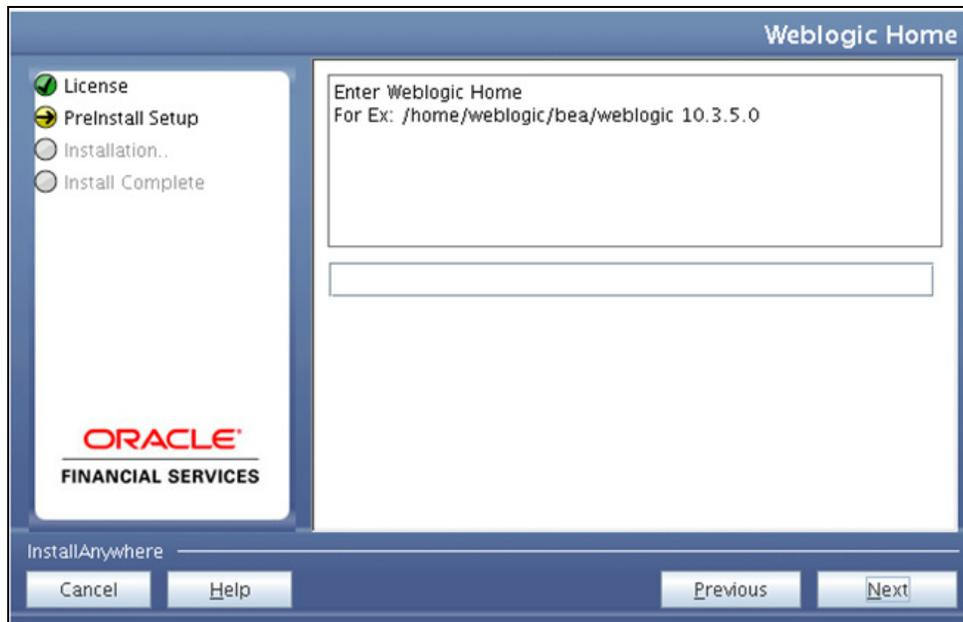 Weblogic Home
License
PreInstall Setup
Installation..
Install Complete
Enter Weblogic Home
For Ex: /home/weblogic/bea/weblogic 10.3.5.0
ORACLE
FINANCIAL SERVICES
InstallAnywhere
Cancel
Help
Previous
Next